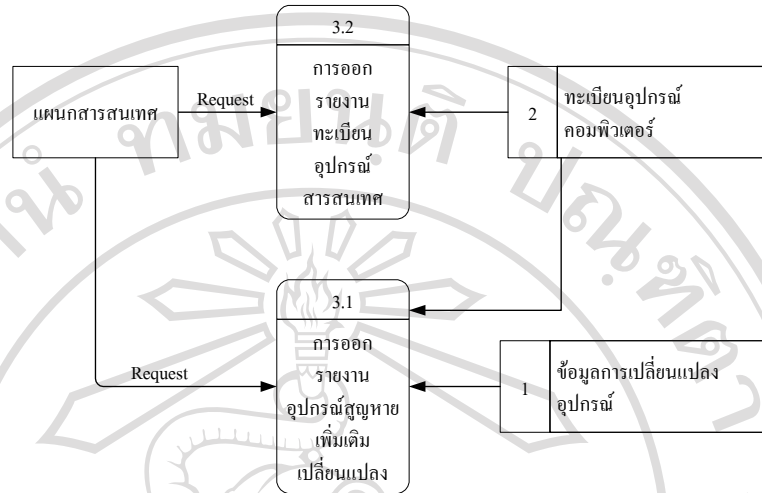 3.2
การออก
รายงาน
ทะเบียน
อุปกรณ์
สารสนเทศ
แผนกสารสนเทศ
Request
2
ทะเบียนอุปกรณ์
คอมพิวเตอร์
3.1
การออก
รายงาน
อุปกรณ์สูญหาย
เพิ่มเติม
เปลี่ยนแปลง
Request
1
ข้อมูลการเปลี่ยนแปลง
อุปกรณ์